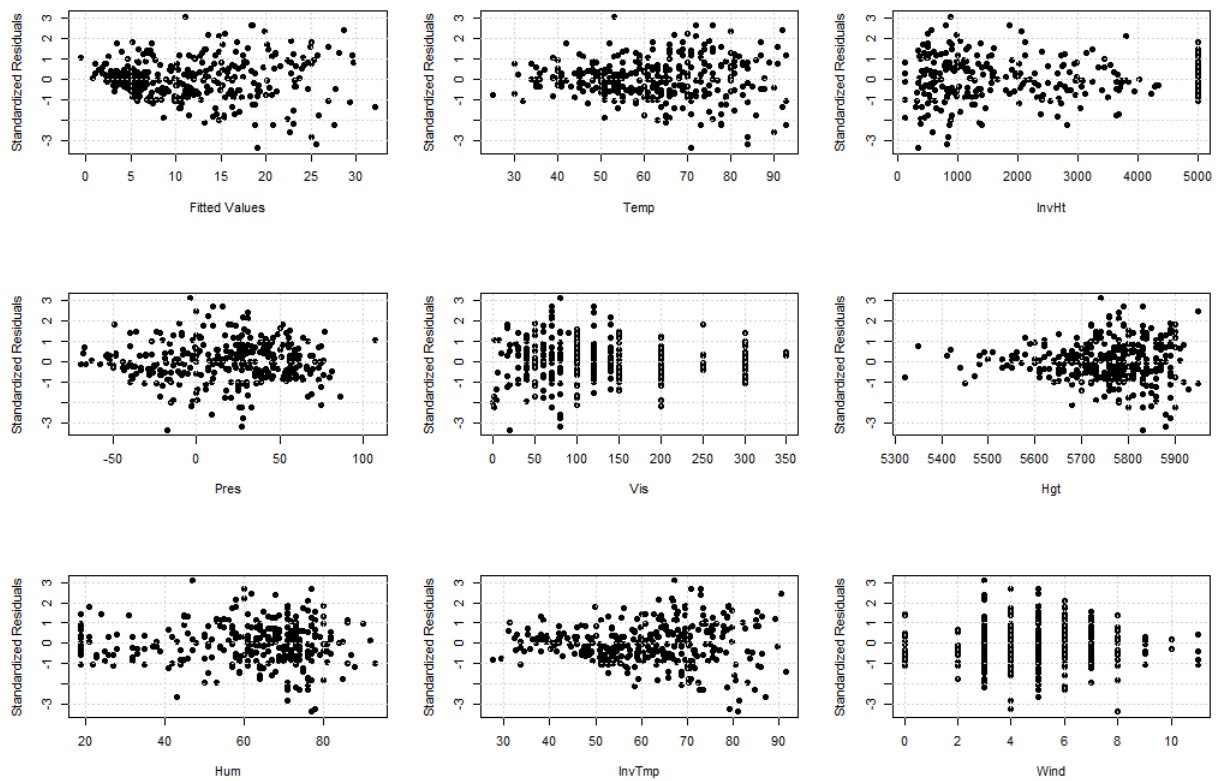 Standardized Residuals
-3 -1 0 1 2 3
0 5 10 15 20 25 30
Fitted Values
Standardized Residuals
-3 -1 0 1 2 3
30 40 50 60 70 80 90
Temp
Standardized Residuals
-3 -1 0 1 2 3
0 1000 2000 3000 4000 5000
InvHt
Standardized Residuals
-3 -1 0 1 2 3
-50 0 50 100
Pres
Standardized Residuals
-3 -1 0 1 2 3
0 50 100 150 200 250 300 350
Vis
Standardized Residuals
-3 -1 0 1 2 3
5300 5400 5500 5600 5700 5800 5900
Hgt
Standardized Residuals
-3 -1 0 1 2 3
20 40 60 80
Hum
Standardized Residuals
-3 -1 0 1 2 3
30 40 50 60 70 80 90
InvTmp
Standardized Residuals
-3 -1 0 1 2 3
0 2 4 6 8 10
Wind